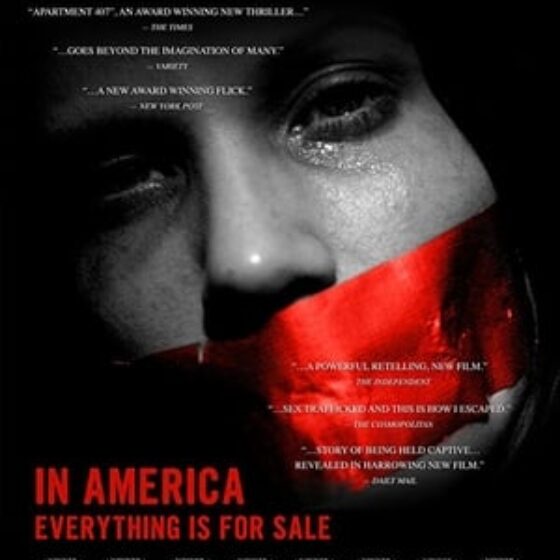 “APARTMENT 407”, AN AWARD WINNING NEW THRILLER...”
— THE TIMES
“...GOES BEYOND THE IMAGINATION OF MANY.”
— VARIETY
“...A NEW AWARD WINNING FLICK.”
— NEW YORK POST
“...A POWERFUL RETELLING, NEW FILM.”
THE INDEPENDENT
“...SEX TRAFFICKED AND THIS IS HOW I ESCAPED.”
THE COSMOPOLITAN
“...STORY OF BEING HELD CAPTIVE...
REVEALED IN HARROWING NEW FILM.”
— DAILY MAIL
IN AMERICA
EVERYTHING IS FOR SALE